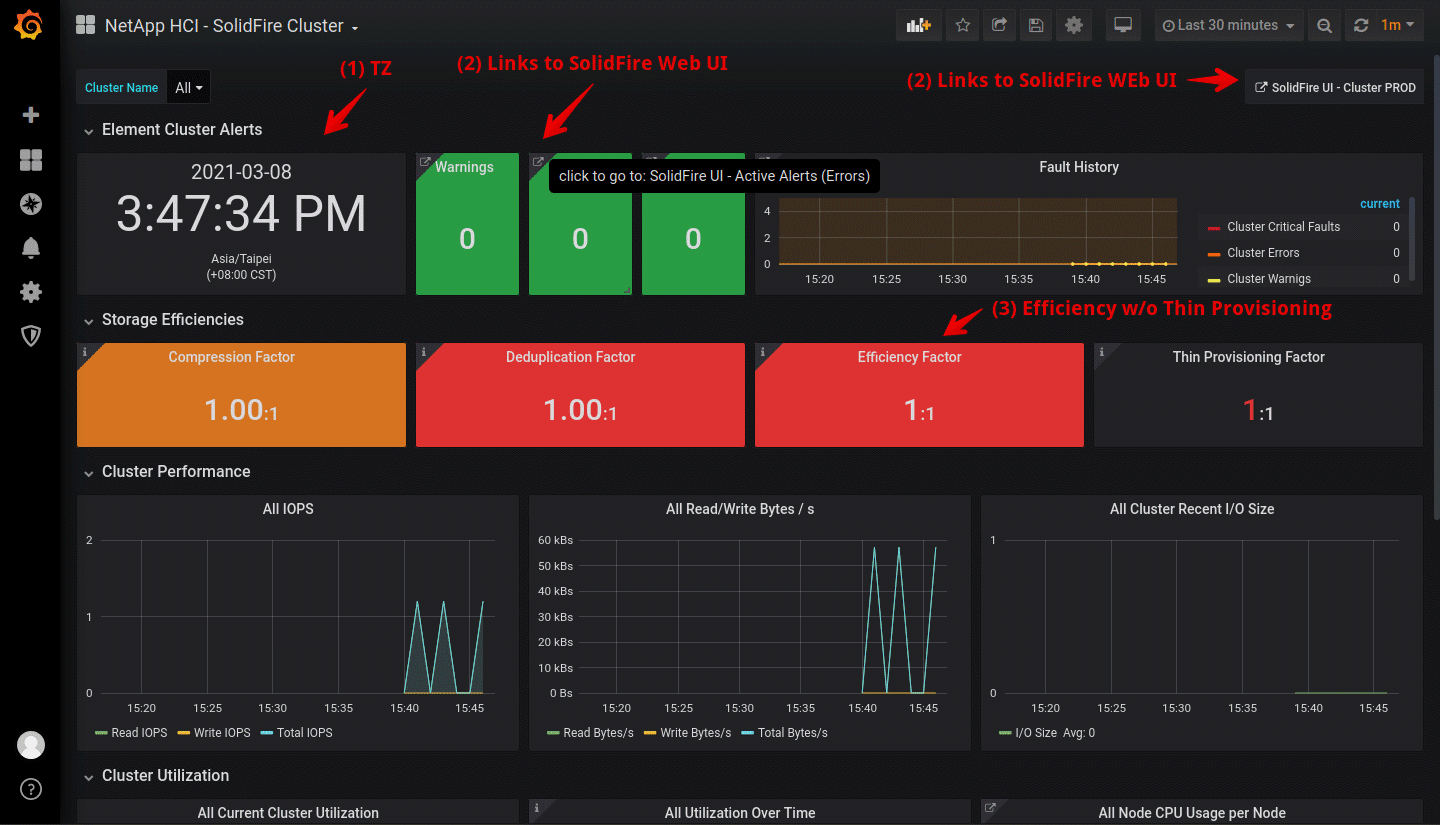 NetApp HCI - SolidFire Cluster
Last 30 minutes
1m
(1) TZ
(2) Links to SolidFire Web UI
(2) Links to SolidFire WEb UI
Cluster Name
All
SolidFire UI - Cluster PROD
Element Cluster Alerts
2021-03-08
3:47:34 PM
Asia/Taipei
(+08:00 CST)
Warnings
0
0
0
click to go to: SolidFire UI - Active Alerts (Errors)
Fault History
4
2
0
15:20 15:25 15:30 15:35 15:40 15:45
current
Cluster Critical Faults 0
Cluster Errors 0
Cluster Warnigs 0
(3) Efficiency w/o Thin Provisioning
Storage Efficiencies
Compression Factor
1.00:1
Deduplication Factor
1.00:1
Efficiency Factor
1:1
Thin Provisioning Factor
1:1
Cluster Performance
All IOPS
2
1
0
15:20 15:25 15:30 15:35 15:40 15:45
Read IOPS Write IOPS Total IOPS
All Read/Write Bytes / s
60 kBs
50 kBs
40 kBs
30 kBs
20 kBs
10 kBs
0 Bs
15:20 15:25 15:30 15:35 15:40 15:45
Read Bytes/s Write Bytes/s Total Bytes/s
All Cluster Recent I/O Size
1
0
15:20 15:25 15:30 15:35 15:40 15:45
I/O Size Avg: 0
Cluster Utilization
All Current Cluster Utilization
All Utilization Over Time
All Node CPU Usage per Node